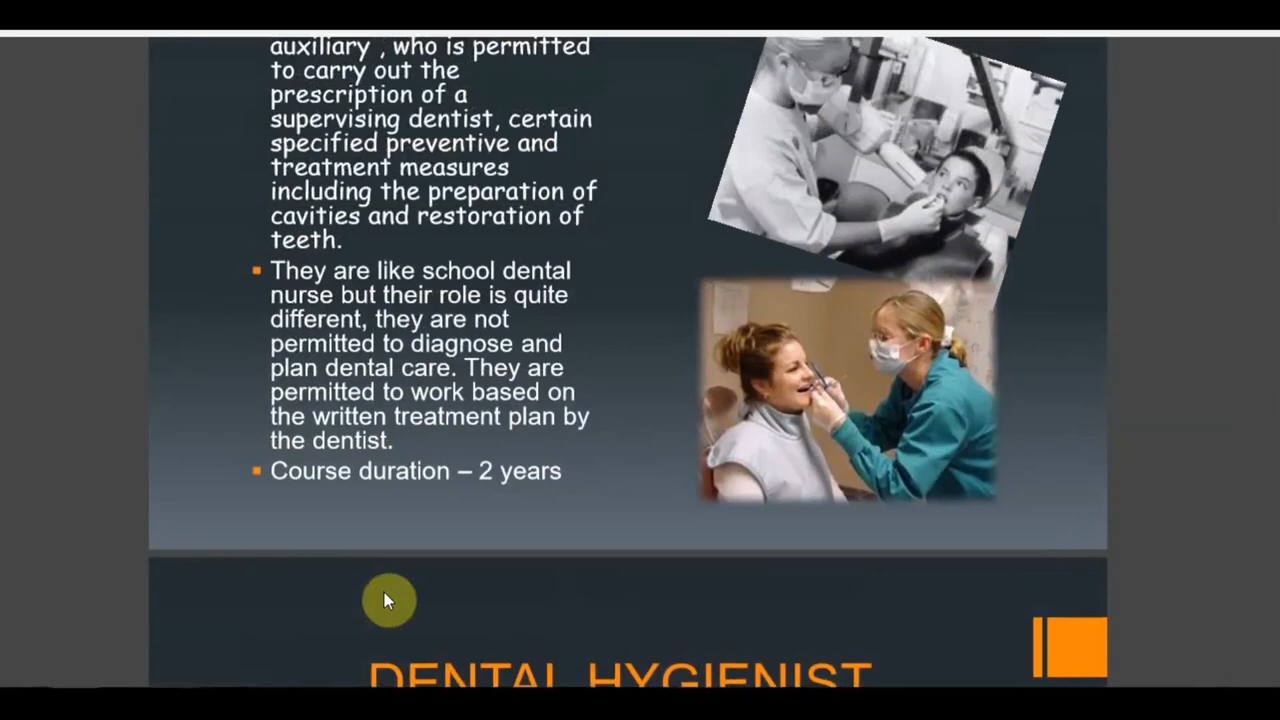 auxiliary , who is permitted
to carry out the
prescription of a
supervising dentist, certain
specified preventive and
treatment measures
including the preparation of
cavities and restoration of
teeth.
They are like school dental
nurse but their role is quite
different, they are not
permitted to diagnose and
plan dental care. They are
permitted to work based on
the written treatment plan by
the dentist.
Course duration – 2 years
DENTAL HYGIENIST